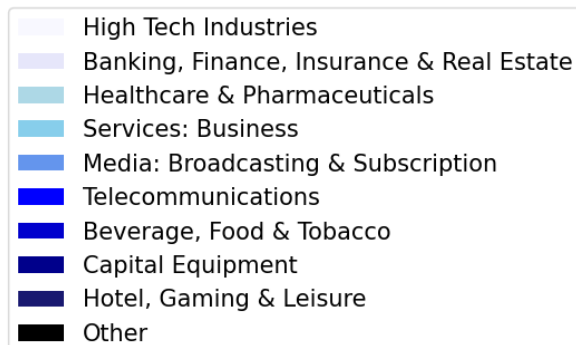 High Tech Industries
Banking, Finance, Insurance & Real Estate
Healthcare & Pharmaceuticals
Services: Business
Media: Broadcasting & Subscription
Telecommunications
Beverage, Food & Tobacco
Capital Equipment
Hotel, Gaming & Leisure
Other